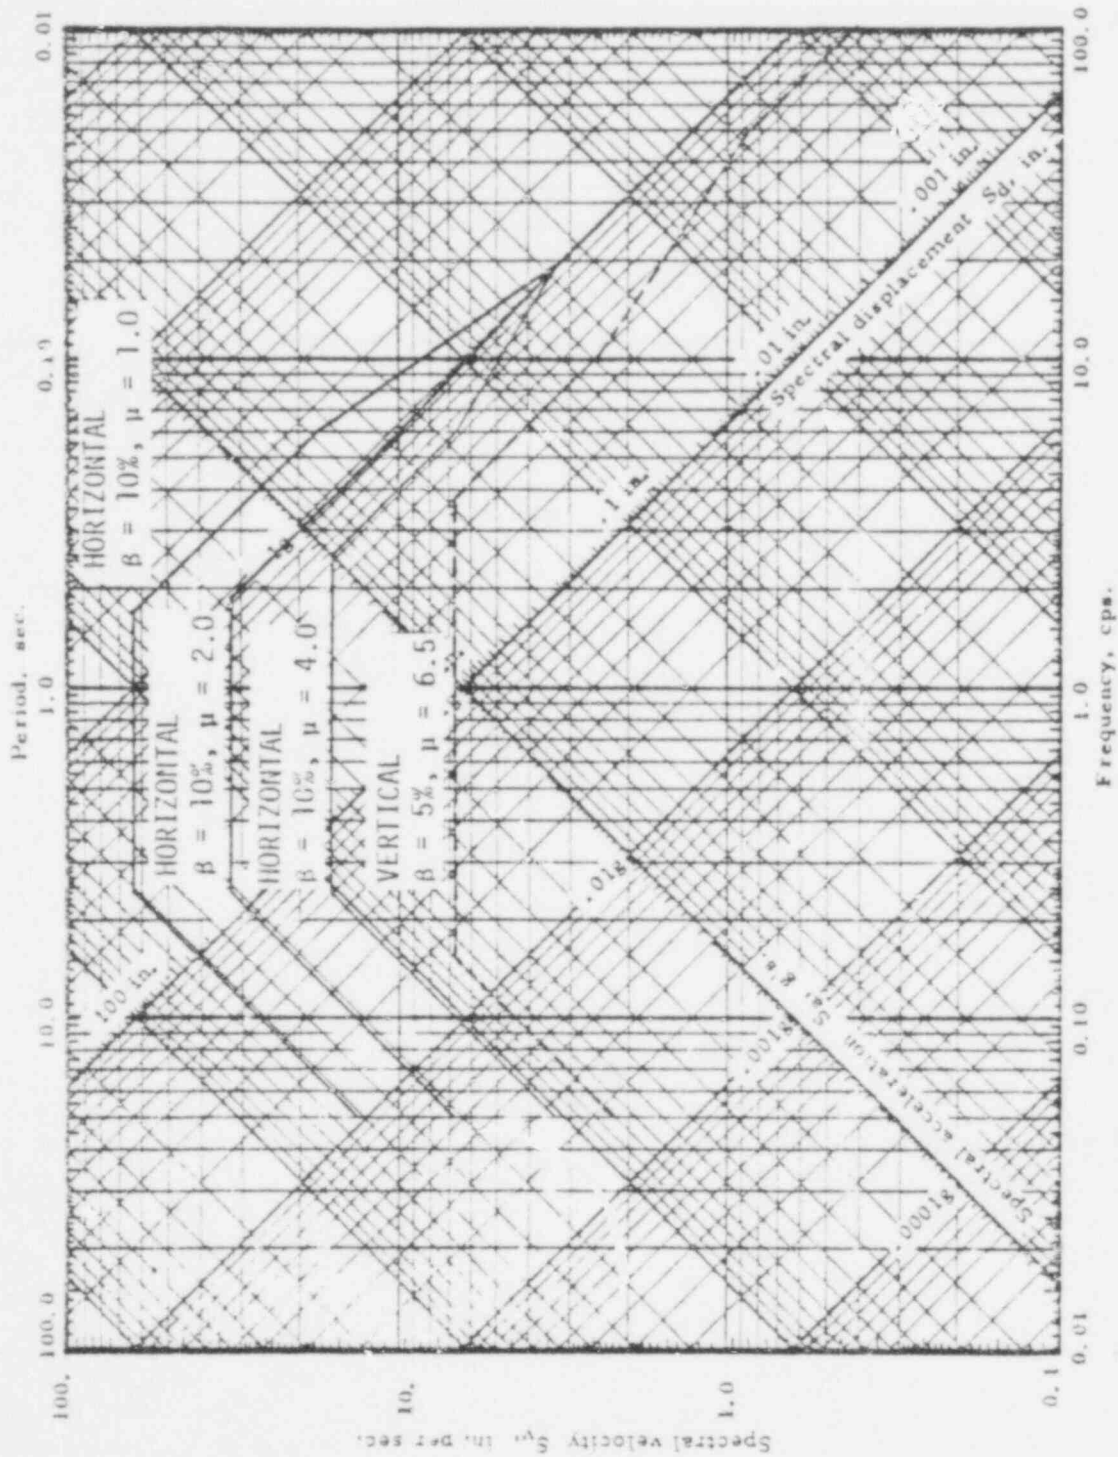 Period, sec.
100.0
10.0
1.0
0.01
100.
10.
1.0
0.1
Spectral velocity Sv, in. per sec.
HORIZONTAL
β = 10%, μ = 1.0
HORIZONTAL
β = 10%, μ = 2.0
HORIZONTAL
β = 10%, μ = 4.0
VERTICAL
β = 5%, μ = 6.5
100 in.
1g
.1 in.
.01 in.
.001 in.
Spectral displacement Sd, in.
.01g
.001g
.0001g
Spectral acceleration Sa, g's.
0.01
0.10
1.0
10.0
100.0
Frequency, cps.